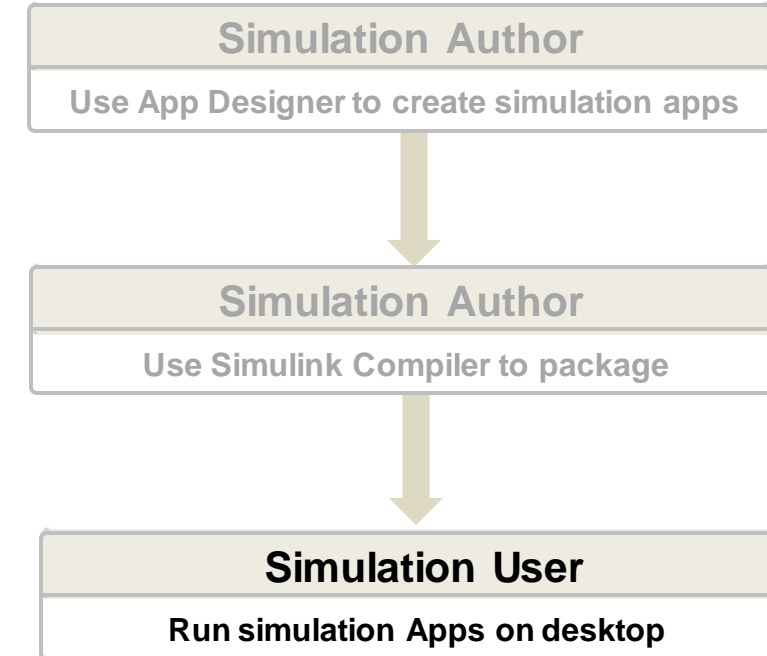 Simulation Author
Use App Designer to create simulation apps
Simulation Author
Use Simulink Compiler to package
Simulation User
Run simulation Apps on desktop